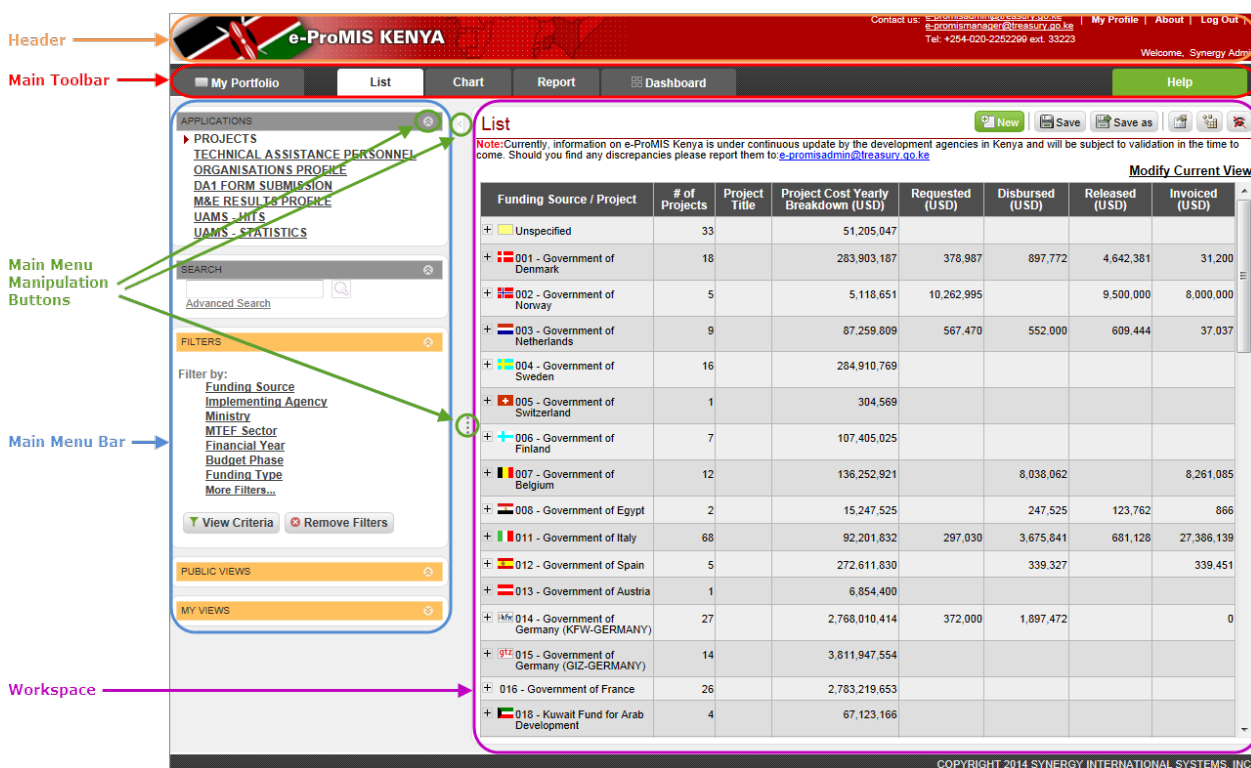 Contact us: e-promisadmin@treasury.go.ke | My Profile | About | Log Out |
e-promismanager@treasury.go.ke
Tel: +254-020-2252299 ext. 33223
Welcome, Synergy Admi
e-ProMIS KENYA
Header
Main Toolbar
My Portfolio List Chart Report Dashboard Help
APPLICATIONS
PROJECTS
TECHNICAL ASSISTANCE PERSONNEL
ORGANISATIONS PROFILE
DA1 FORM SUBMISSION
M&E RESULTS PROFILE
UAMS - HITS
UAMS - STATISTICS
Main Menu
Manipulation
Buttons
SEARCH
Advanced Search
FILTERS
Filter by:
Funding Source
Implementing Agency
Ministry
MTEF Sector
Financial Year
Budget Phase
Funding Type
More Filters...
Main Menu Bar
View Criteria Remove Filters
PUBLIC VIEWS
MY VIEWS
Workspace
List New Save Save as
Note:Currently, information on e-ProMIS Kenya is under continuous update by the development agencies in Kenya and will be subject to validation in the time to
come. Should you find any discrepancies please report them to:e-promisadmin@treasury.go.ke
Modify Current View
Funding Source / Project # of Projects Project Title Project Cost Yearly Breakdown (USD) Requested (USD) Disbursed (USD) Released (USD) Invoiced (USD)
+ Unspecified 33 51,205,047
+ 001 - Government of Denmark 18 283,903,187 378,987 897,772 4,642,381 31,200
+ 002 - Government of Norway 5 5,118,651 10,262,995 9,500,000 8,000,000
+ 003 - Government of Netherlands 9 87,259,809 567,470 552,000 609,444 37,037
+ 004 - Government of Sweden 16 284,910,769
+ 005 - Government of Switzerland 1 304,569
+ 006 - Government of Finland 7 107,405,025
+ 007 - Government of Belgium 12 136,252,921 8,038,062 8,261,085
+ 008 - Government of Egypt 2 15,247,525 247,525 123,762 866
+ 011 - Government of Italy 68 92,201,832 297,030 3,675,841 681,128 27,386,139
+ 012 - Government of Spain 5 272,611,830 339,327 339,451
+ 013 - Government of Austria 1 6,854,400
+ kfw 014 - Government of Germany (KFW-GERMANY) 27 2,768,010,414 372,000 1,897,472 0
+ gtz 015 - Government of Germany (GIZ-GERMANY) 14 3,811,947,554
+ 016 - Government of France 26 2,783,219,653
+ 018 - Kuwait Fund for Arab Development 4 67,123,166
COPYRIGHT 2014 SYNERGY INTERNATIONAL SYSTEMS, INC